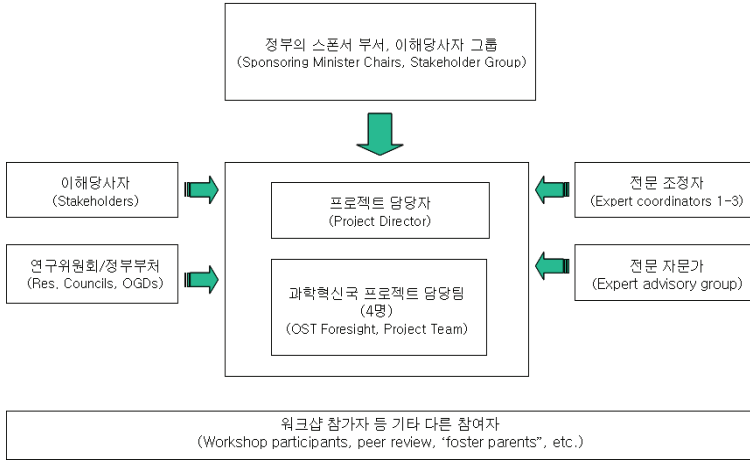 정부의 스폰서 부서, 이해당사자 그룹
(Sponsoring Minister Chairs, Stakeholder Group)
이해당사자
(Stakeholders)
프로젝트 담당자
(Project Director)
전문 조정자
(Expert coordinators 1-3)
연구위원회/정부부처
(Res, Councils, OGDs)
과학혁신국 프로젝트 담당팀
(4명)
(OST Foresight, Project Team)
전문 자문가
(Expert advisory group)
워크샵 참가자 등 기타 다른 참여자
(Workshop participants, peer review, ‘foster parents”, etc.)